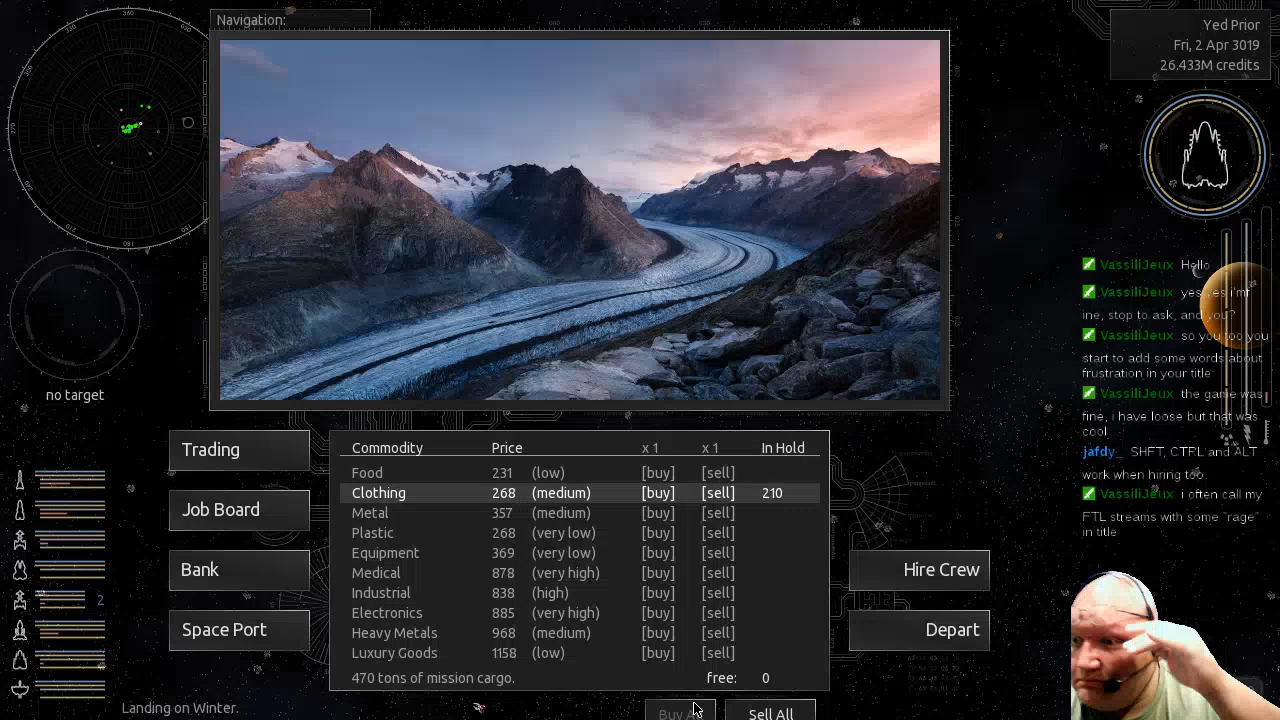 Navigation:
Yed Prior
Fri, 2 Apr 3019
26,433M credits
no target
2
Trading
Job Board
Bank
Space Port
Commodity Price x 1 x 1 In Hold
Food 231 (low) [buy] [sell]
Clothing 268 (medium) [buy] [sell] 210
Metal 357 (medium) [buy] [sell]
Plastic 268 (very low) [buy] [sell]
Equipment 369 (very low) [buy] [sell]
Medical 878 (very high) [buy] [sell]
Industrial 838 (high) [buy] [sell]
Electronics 885 (very high) [buy] [sell]
Heavy Metals 968 (medium) [buy] [sell]
Luxury Goods 1158 (low) [buy] [sell]
470 tons of mission cargo. free: 0
Buy Sell All
Hire Crew
Depart
Landing on Winter.
VassiliJeux Hello
VassiliJeux yes
ine, stop to ask, and you?
VassiliJeux so you too you
start to add some words about
frustration in your title
VassiliJeux the game was
fine, i have loose but that was
cool
jafdy_ SHFT, CTRL and ALT
work when hiring too
VassiliJeux i often call my
FTL streams with some "rage"
in title